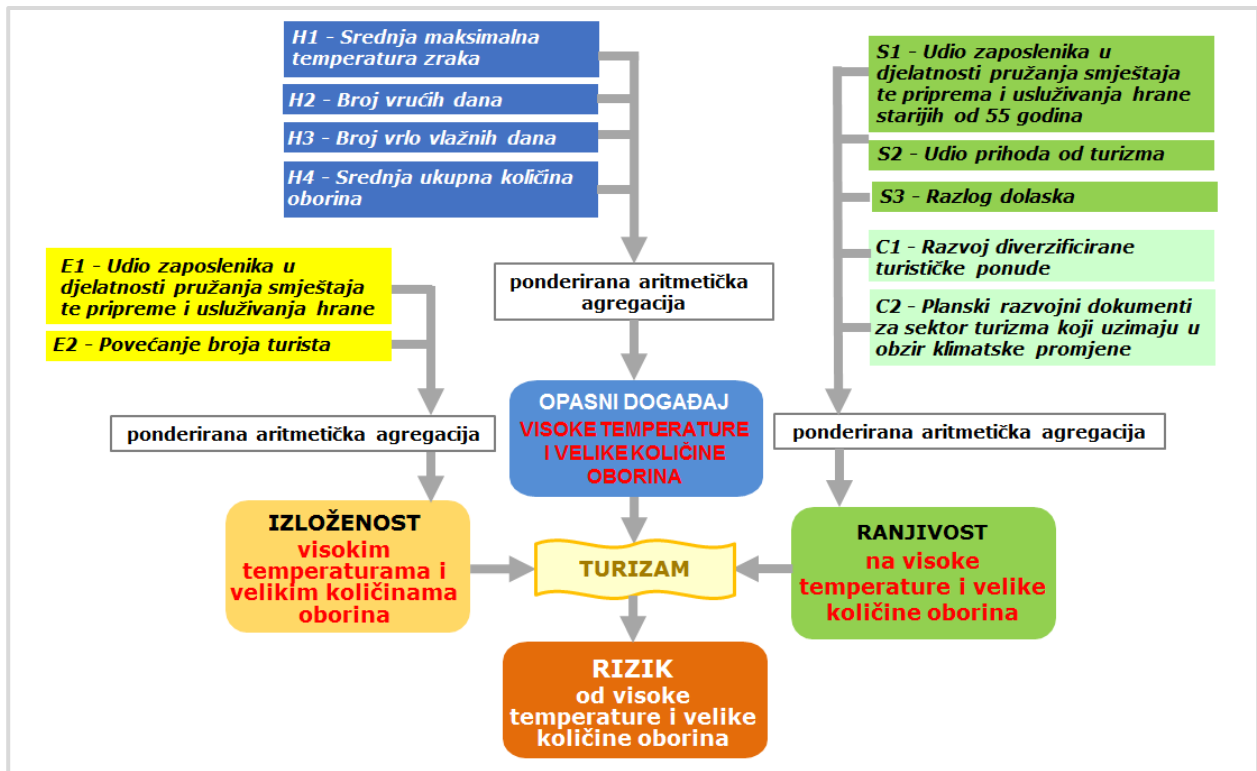 H1 - Srednja maksimalna
temperatura zraka
H2 - Broj vrućih dana
H3 - Broj vrlo vlažnih dana
H4 - Srednja ukupna količina
oborina
S1 - Udio zaposlenika u
djelatnosti pružanja smještaja
te priprema i usluživanja hrane
starijih od 55 godina
S2 - Udio prihoda od turizma
S3 - Razlog dolaska
C1 - Razvoj diverzificirane
turističke ponude
C2 - Planski razvojni dokumenti
za sektor turizma koji uzimaju u
obzir klimatske promjene
E1 - Udio zaposlenika u
djelatnosti pružanja smještaja
te pripreme i usluživanja hrane
E2 - Povećanje broja turista
ponderirana aritmetička
agregacija
ponderirana aritmetička agregacija
ponderirana aritmetička agregacija
OPASNI DOGAĐAJ
VISOKE TEMPERATURE
I VELIKE KOLIČINE
OBORINA
IZLOŽENOST
visokim
temperaturama i
velikim količinama
oborina
TURIZAM
RANJIVOST
na visoke
temperature i velike
količine oborina
RIZIK
od visoke
temperature i velike
količine oborina